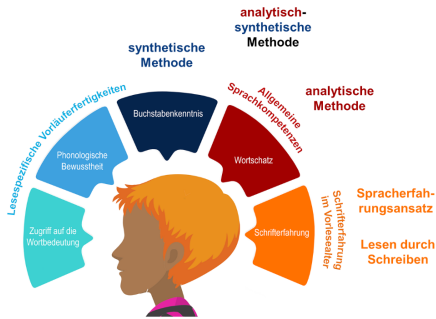 analytisch-
synthetische
Methode
synthetische
Methode
analytische
Methode
Lesespezifische Vorläuferfertigkeiten
Allgemeine
Sprachkompetenzen
Buchstabenkenntnis
Phonologische
Bewusstheit
Wortschatz
Zugriff auf die
Wortbedeutung
Schrifterfahrung
Schrifterfahrung
im Vorlesealter
Spracherfah-
rungsansatz
Lesen durch
Schreiben